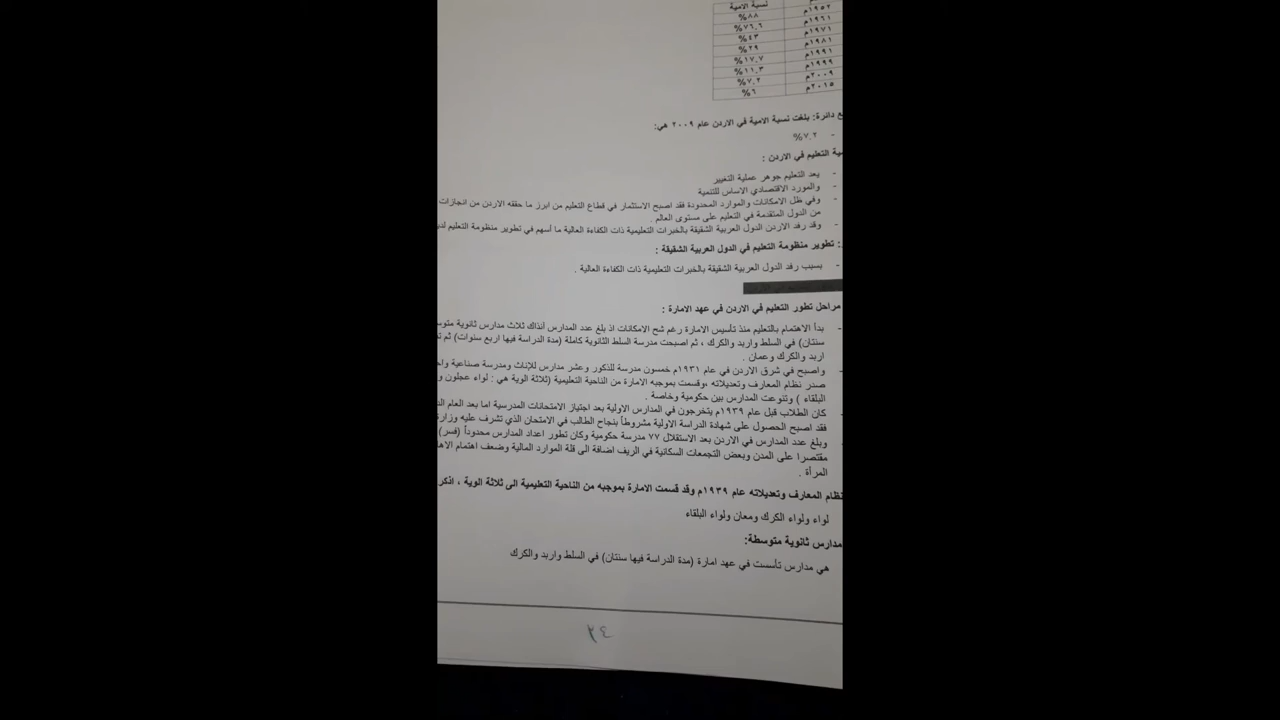 نسبة الامية
١٩٥٢م ٨٨%
١٩٦١م ٧٦,٦%
١٩٧١م ٤٣%
١٩٨١م ٢٩%
١٩٩١م ١٧,٧%
١٩٩٩م ١١,٣%
٢٠٠٩م ٧,٢%
٢٠١٥م ٦%
ع دائرة: بلغت نسبة الامية في الاردن عام ٢٠٠٩ هي:
- ٧,٢%
ية التعليم في الاردن :
- يعد التعليم جوهر عملية التغيير
- والمورد الاقتصادي الاساس للتنمية
- وفي ظل الامكانات والموارد المحدودة فقد اصبح الاستثمار في قطاع التعليم من ابرز ما حققه الاردن من انجازات
من الدول المتقدمة في التعليم على مستوى العالم .
- وقد رفد الاردن الدول العربية الشقيقة بالخبرات التعليمية ذات الكفاءة العالية ما أسهم في تطوير منظومة التعليم
: تطوير منظومة التعليم في الدول العربية الشقيقة :
- بسبب رفد الدول العربية الشقيقة بالخبرات التعليمية ذات الكفاءة العالية .
مراحل تطور التعليم في الاردن في عهد الامارة :
- بدأ الاهتمام بالتعليم منذ تأسيس الامارة رغم شح الامكانات اذ بلغ عدد المدارس آنذاك ثلاث مدارس ثانوية
سنتان) في السلط واربد والكرك ، ثم اصبحت مدرسة السلط الثانوية كاملة (مدة الدراسة فيها اربع سنوات) ثم
اربد والكرك وعمان .
- واصبح في شرق الاردن في عام ١٩٣١م خمسون مدرسة للذكور وعشر مدارس للإناث ومدرسة صناعية
صدر نظام المعارف وتعديلاته ،وقسمت بموجبه الامارة من الناحية التعليمية (ثلاثة الوية هي : لواء عجلون و
البلقاء ) وتنوعت المدارس بين حكومية وخاصة .
- كان الطلاب قبل عام ١٩٣٩م يتخرجون في المدارس الاولية بعد اجتياز الامتحانات المدرسية اما بعد العام
فقد اصبح الحصول على شهادة الدراسة الاولية مشروطاً بنجاح الطالب في الامتحان الذي تشرف عليه وزارة
- وبلغ عدد المدارس في الاردن بعد الاستقلال ٧٧ مدرسة حكومية وكان تطور اعداد المدارس محدوداً (فسر)
مقتصرا على المدن وبعض التجمعات السكانية في الريف اضافة الى قلة الموارد المالية وضعف اهتمام
المرأة .
نظام المعارف وتعديلاته عام ١٩٣٩م وقد قسمت الامارة بموجبه من الناحية التعليمية الى ثلاثة الوية ، اذكر
لواء ولواء الكرك ومعان ولواء البلقاء
مدارس ثانوية متوسطة:
هي مدارس تأسست في عهد امارة (مدة الدراسة فيها سنتان) في السلط واربد والكرك